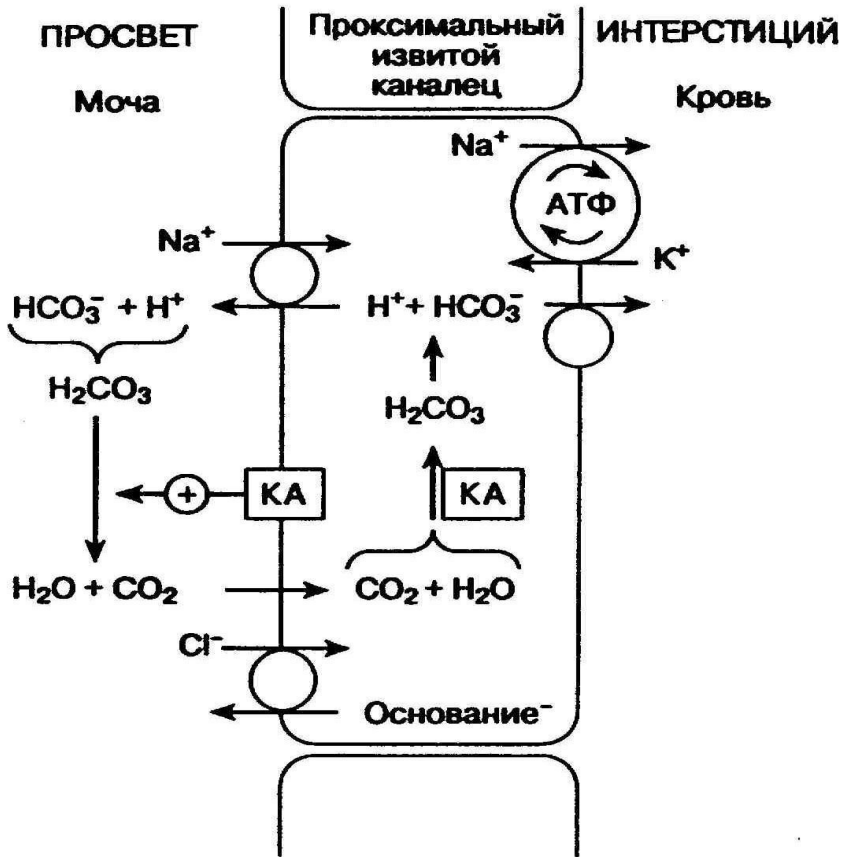 ПРОСВЕТ
Моча
Проксимальный
извитой
каналец
ИНТЕРСТИЦИЙ
Кровь
Na⁺
АТФ
K⁺
Na⁺
HCO₃⁻ + H⁺
H⁺ + HCO₃⁻
H₂CO₃
H₂CO₃
+
КА
КА
H₂O + CO₂
CO₂ + H₂O
Cl⁻
Основание⁻